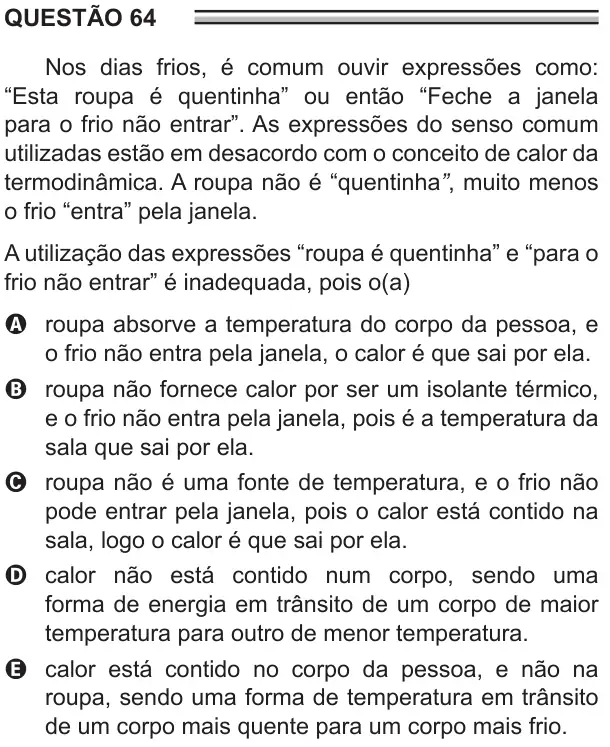 QUESTÃO 64
Nos dias frios, é comum ouvir expressões como:
“Esta roupa é quentinha” ou então “Feche a janela
para o frio não entrar”. As expressões do senso comum
utilizadas estão em desacordo com o conceito de calor da
termodinâmica. A roupa não é “quentinha”, muito menos
o frio “entra” pela janela.
A utilização das expressões “roupa é quentinha” e “para o
frio não entrar” é inadequada, pois o(a)
A roupa absorve a temperatura do corpo da pessoa, e
o frio não entra pela janela, o calor é que sai por ela.
B roupa não fornece calor por ser um isolante térmico,
e o frio não entra pela janela, pois é a temperatura da
sala que sai por ela.
C roupa não é uma fonte de temperatura, e o frio não
pode entrar pela janela, pois o calor está contido na
sala, logo o calor é que sai por ela.
D calor não está contido num corpo, sendo uma
forma de energia em trânsito de um corpo de maior
temperatura para outro de menor temperatura.
E calor está contido no corpo da pessoa, e não na
roupa, sendo uma forma de temperatura em trânsito
de um corpo mais quente para um corpo mais frio.